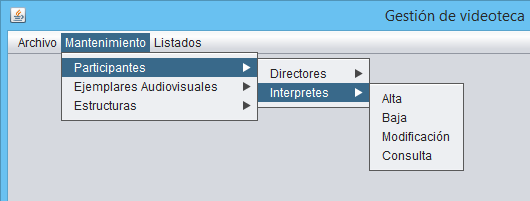 Gestión de videoteca
Archivo Mantenimiento Listados
Participantes
Ejemplares Audiovisuales
Estructuras
Directores
Interpretes
Alta
Baja
Modificación
Consulta